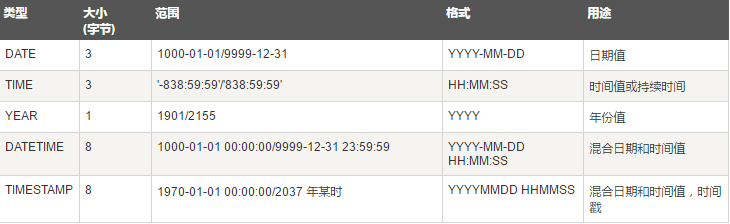 类型 大小 范围 格式 用途
(字节)
DATE 3 1000-01-01/9999-12-31 YYYY-MM-DD 日期值
TIME 3 '-838:59:59'/'838:59:59' HH:MM:SS 时间值或持续时间
YEAR 1 1901/2155 YYYY 年份值
DATETIME 8 1000-01-01 00:00:00/9999-12-31 23:59:59 YYYY-MM-DD 混合日期和时间值
HH:MM:SS
TIMESTAMP 8 1970-01-01 00:00:00/2037 年某时 YYYYMMDD HHMMSS 混合日期和时间值，时间
戳